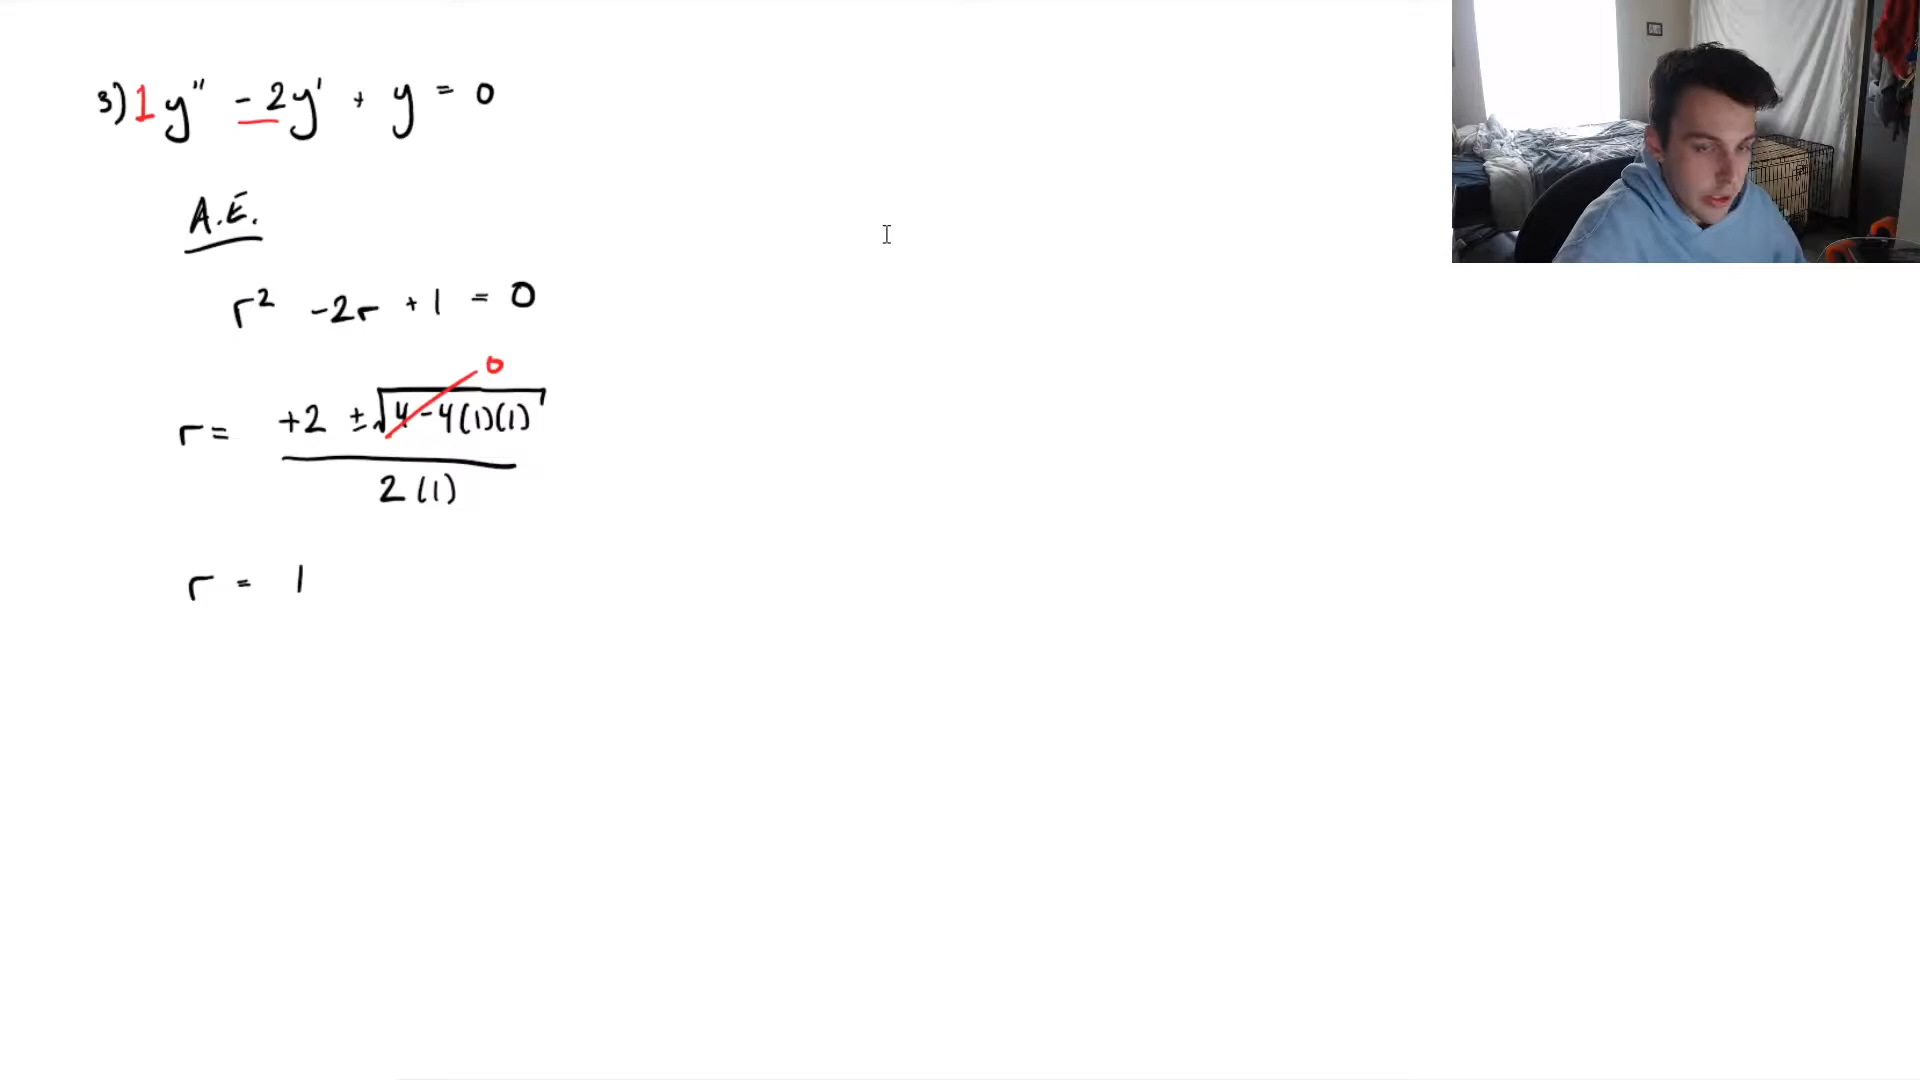 3) 1y'' - 2y' + y = 0
A.E.
r² - 2r + 1 = 0
0
r = +2 ± √4 - 4(1)(1)
2(1)
r = 1